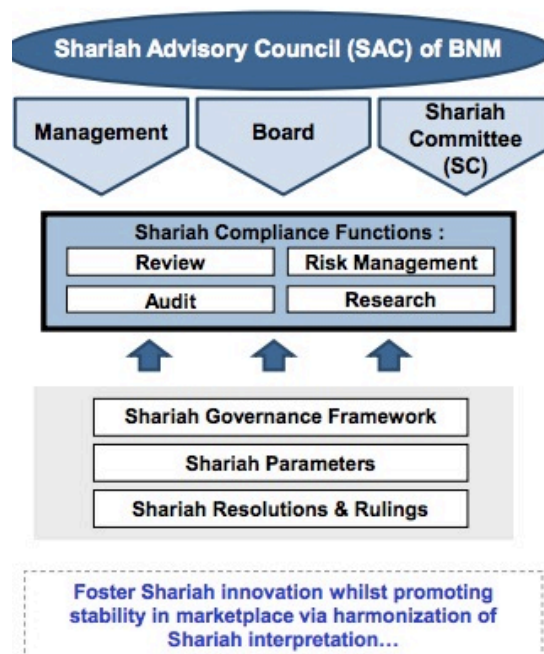 Shariah Advisory Council (SAC) of BNM
Management
Board
Shariah
Committee
(SC)
Shariah Compliance Functions :
Review
Risk Management
Audit
Research
Shariah Governance Framework
Shariah Parameters
Shariah Resolutions & Rulings
Foster Shariah innovation whilst promoting
stability in marketplace via harmonization of
Shariah interpretation...